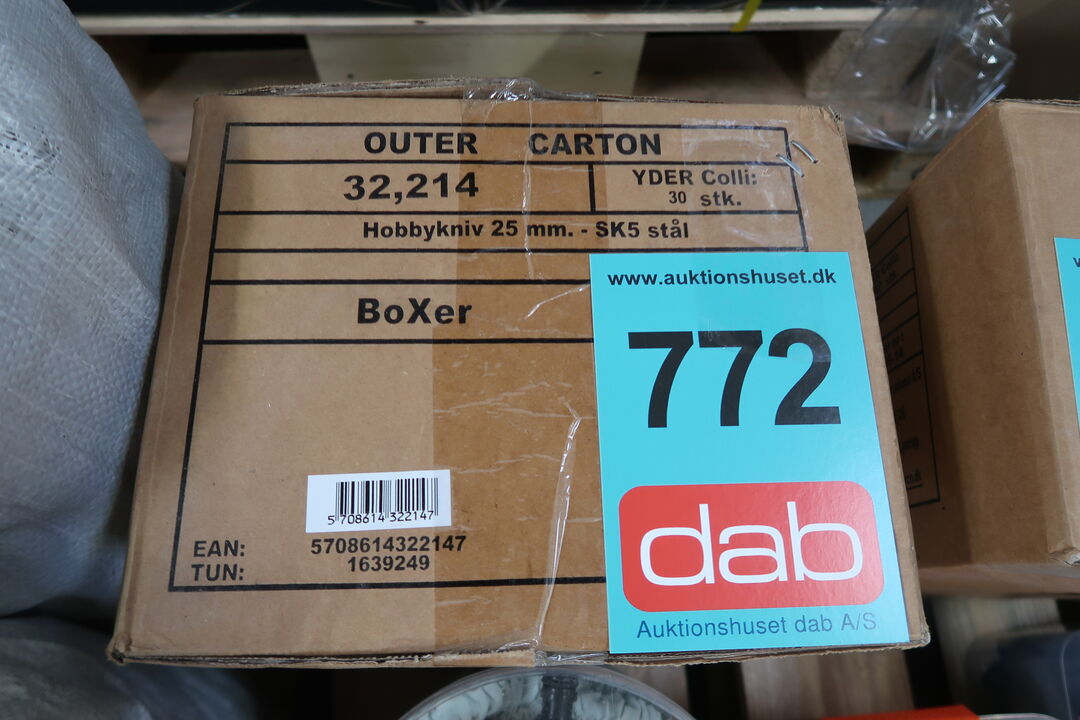 OUTER CARTON
32,214
YDER Colli:
30 stk.
Hobbykniv 25 mm. - SK5 stål
BoXer
5 708614 322147
EAN: 5708614322147
TUN: 1639249
www.auktionshuset.dk
772
dab
Auktionshuset dab A/S